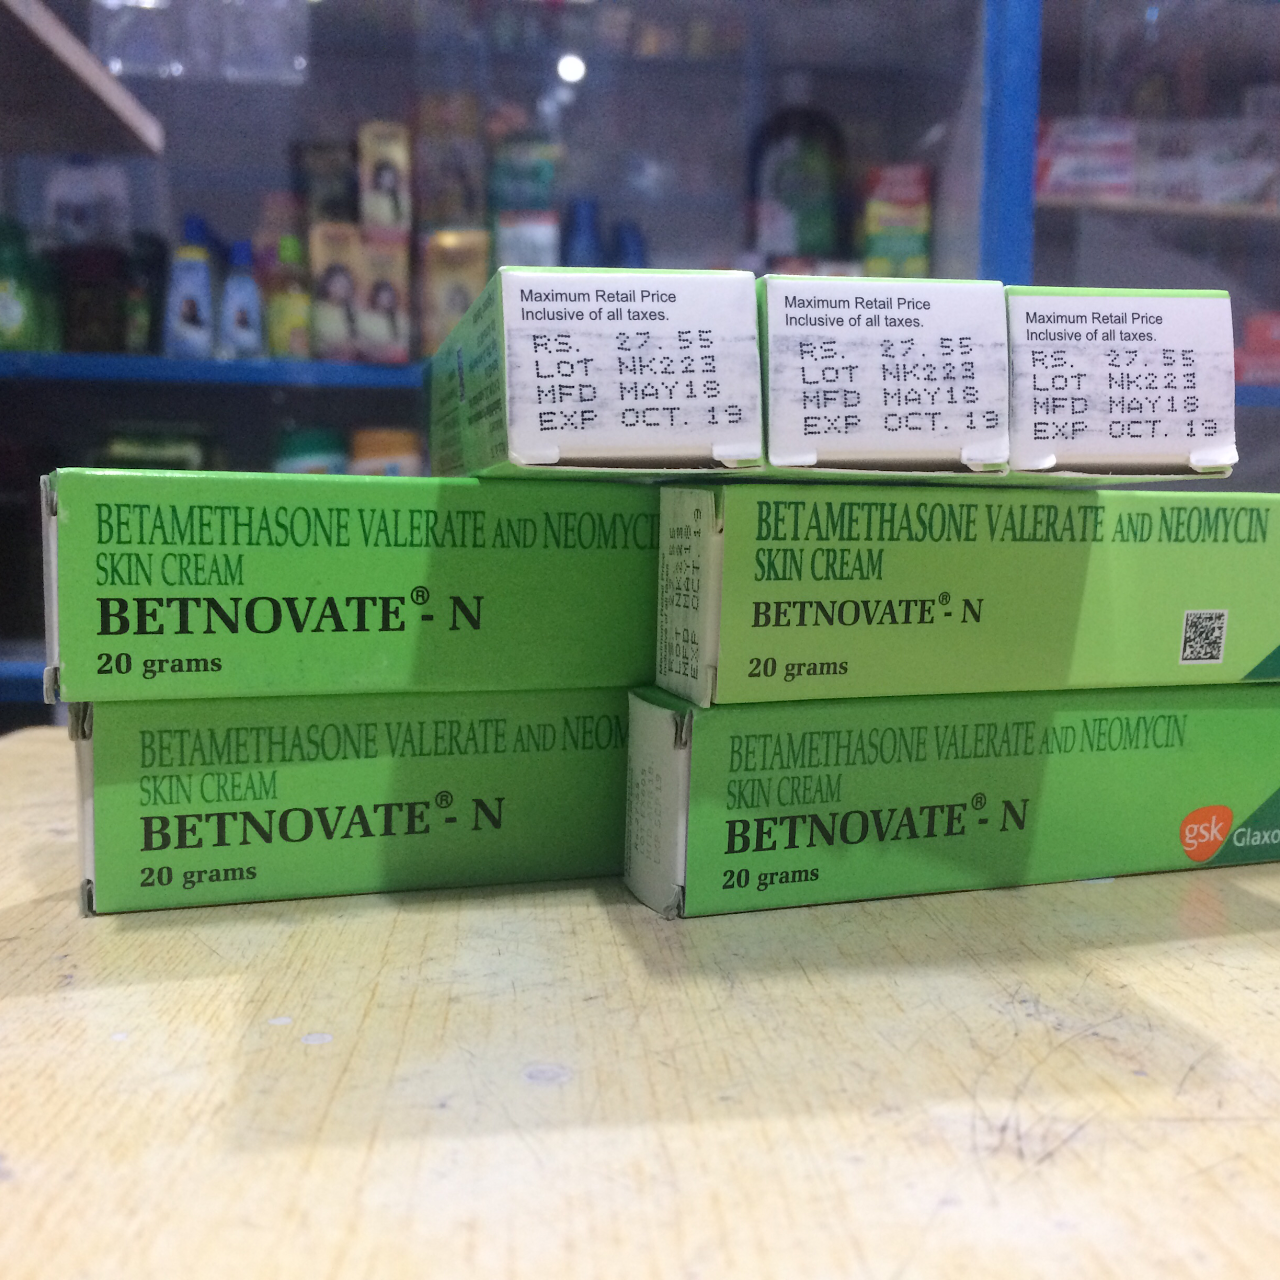 Maximum Retail Price
Inclusive of all taxes.
RS. 27.55
LOT NK223
MFD MAY18
EXP OCT. 19
Maximum Retail Price
Inclusive of all taxes.
RS. 27.55
LOT NK223
MFD MAY18
EXP OCT. 19
Maximum Retail Price
Inclusive of all taxes.
RS. 27.55
LOT NK223
MFD MAY18
EXP OCT. 19
BETAMETHASONE VALERATE AND NEOMYCI
SKIN CREAM
BETNOVATE® - N
20 grams
BETAMETHASONE VALERATE AND NEOMYCIN
SKIN CREAM
BETNOVATE® - N
20 grams
BETAMETHASONE VALERATE AND NEOM
SKIN CREAM
BETNOVATE® - N
20 grams
BETAMETHASONE VALERATE AND NEOMYCIN
SKIN CREAM
BETNOVATE® - N
20 grams
gsk Glaxo